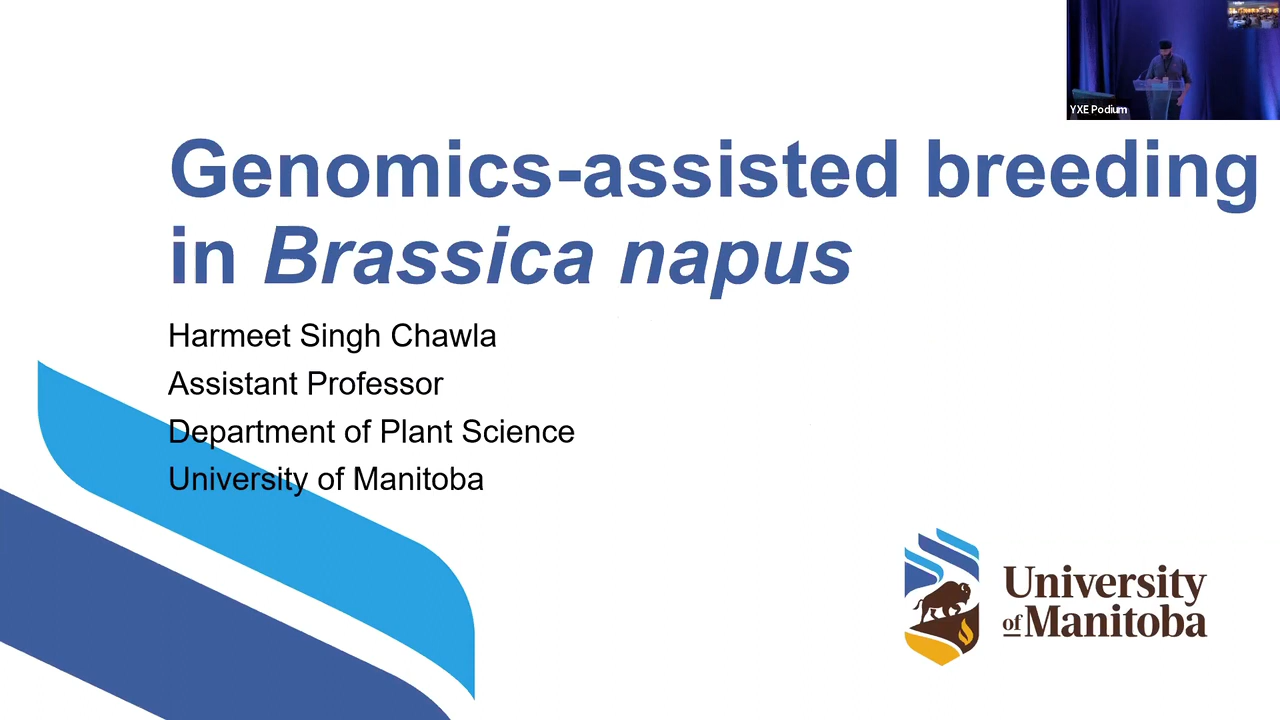 YXE Podium
Genomics-assisted breeding
in Brassica napus
Harmeet Singh Chawla
Assistant Professor
Department of Plant Science
University of Manitoba
University
of Manitoba